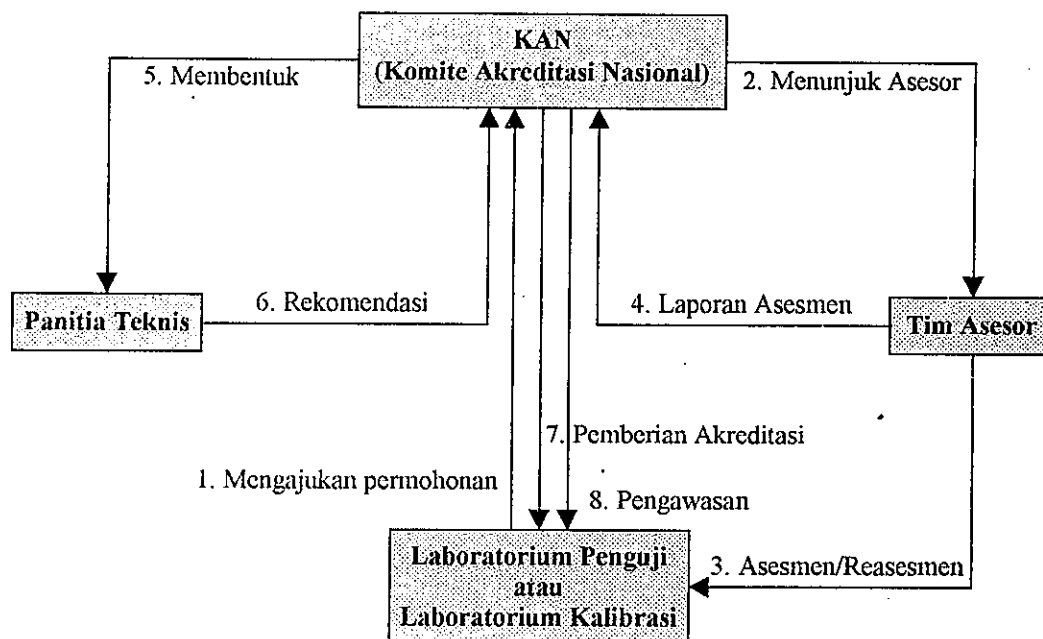 KAN
(Komite Akreditasi Nasional)
5. Membentuk
2. Menunjuk Asesor
6. Rekomendasi
4. Laporan Asesmen
Panitia Teknis
Tim Asesor
7. Pemberian Akreditasi
1. Mengajukan permohonan
8. Pengawasan
Laboratorium Penguji
atau
Laboratorium Kalibrasi
3. Asesmen/Reasesmen